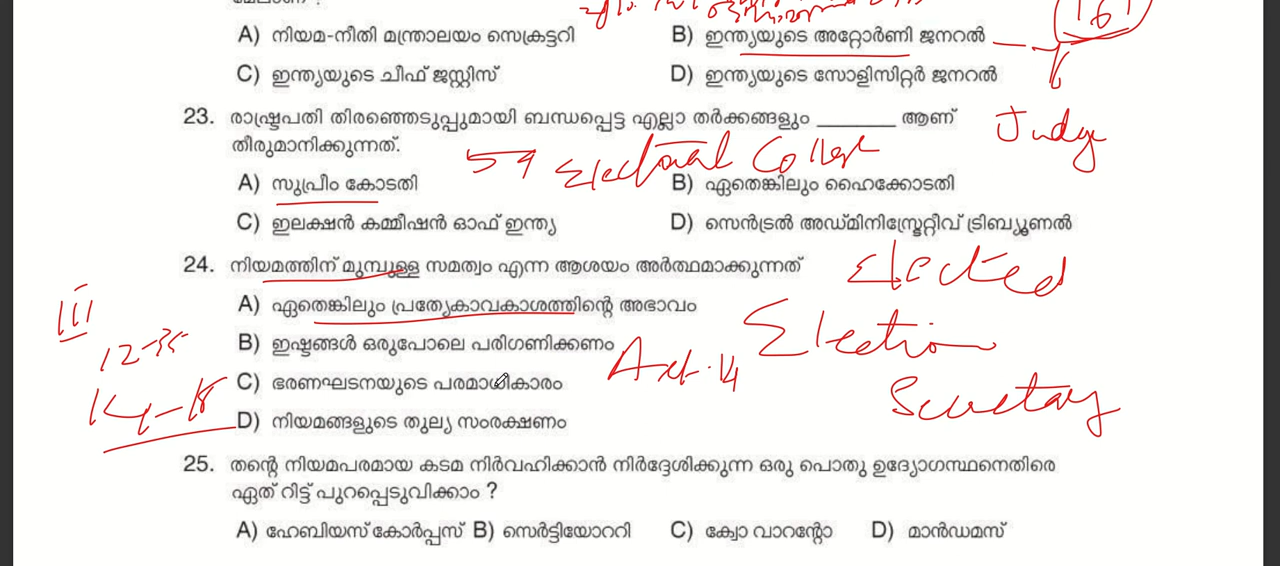 A) നിയമ-നീതി മന്ത്രാലയം സെക്രട്ടറി B) ഇന്ത്യയുടെ അറ്റോർണി ജനറൽ
C) ഇന്ത്യയുടെ ചീഫ് ജസ്റ്റിസ് D) ഇന്ത്യയുടെ സോളിസിറ്റർ ജനറൽ
23. രാഷ്ട്രപതി തിരഞ്ഞെടുപ്പുമായി ബന്ധപ്പെട്ട എല്ലാ തർക്കങ്ങളും ________ ആണ് Judge
തീരുമാനിക്കുന്നത്.
Electoral College
A) സുപ്രീം കോടതി B) ഏതെങ്കിലും ഹൈക്കോടതി
C) ഇലക്ഷൻ കമ്മീഷൻ ഓഫ് ഇന്ത്യ D) സെൻട്രൽ അഡ്മിനിസ്ട്രേറ്റീവ് ട്രിബ്യൂണൽ
24. നിയമത്തിന് മുമ്പുള്ള സമത്വം എന്ന ആശയം അർത്ഥമാക്കുന്നത് Elected
III A) ഏതെങ്കിലും പ്രത്യേകാവകാശത്തിന്റെ അഭാവം
12-35 B) ഇഷ്ടങ്ങൾ ഒരുപോലെ പരിഗണിക്കണം Election
14-18 C) ഭരണഘടനയുടെ പരമാധികാരം Art. 14 Secretary
D) നിയമങ്ങളുടെ തുല്യ സംരക്ഷണം
25. തന്റെ നിയമപരമായ കടമ നിർവഹിക്കാൻ നിർദ്ദേശിക്കുന്ന ഒരു പൊതു ഉദ്യോഗസ്ഥനെതിരെ
ഏത് റിട്ട് പുറപ്പെടുവിക്കാം ?
A) ഹേബിയസ് കോർപ്പസ് B) സെർട്ടിയോററി C) ക്വോ വാറന്റോ D) മാൻഡമസ്